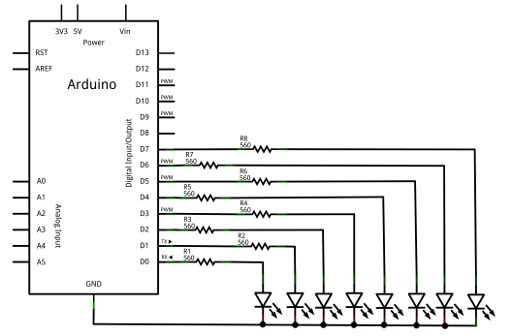 3V3 5V Vin
Power
RST
AREF
Arduino
D13
D12
PWM
D11
D10
PWM
D9
PWM
D8
Digital Input/Output
D7
D6
PWM
D5
PWM
D4
D3
PWM
D2
D1
TX
D0
RX
A0
A1
A2
A3
A4
A5
Analog Input
GND
R8
560
R7
560
R6
560
R5
560
R4
560
R3
560
R2
560
R1
560